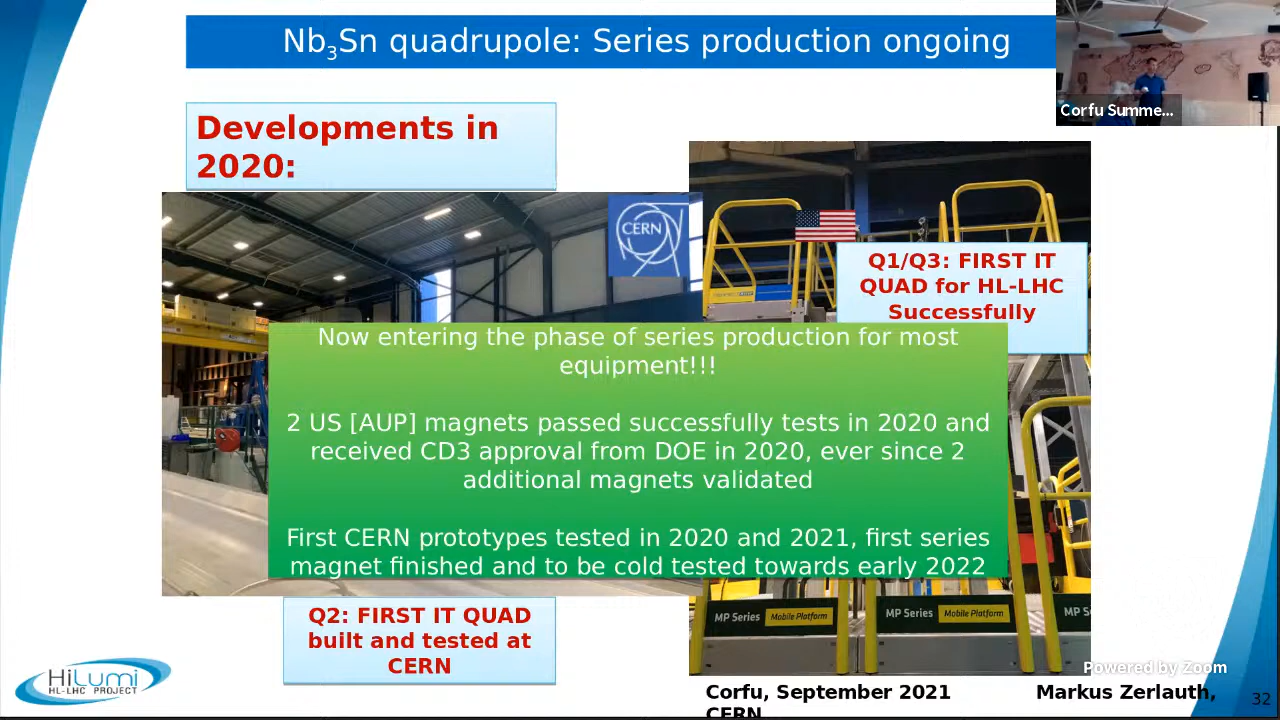 Nb3Sn quadrupole: Series production ongoing
Corfu Summe...
Developments in
2020:
CERN
Q1/Q3: FIRST IT
QUAD for HL-LHC
Successfully
Now entering the phase of series production for most
equipment!!!
2 US [AUP] magnets passed successfully tests in 2020 and
received CD3 approval from DOE in 2020, ever since 2
additional magnets validated
First CERN prototypes tested in 2020 and 2021, first series
magnet finished and to be cold tested towards early 2022
Q2: FIRST IT QUAD
built and tested at
CERN
MP Series Mobile Platform
MP Series Mobile Platform
MP S
Powered by Zoom
HiLumi
HL-LHC PROJECT
Corfu, September 2021 Markus Zerlauth,
CERN
32